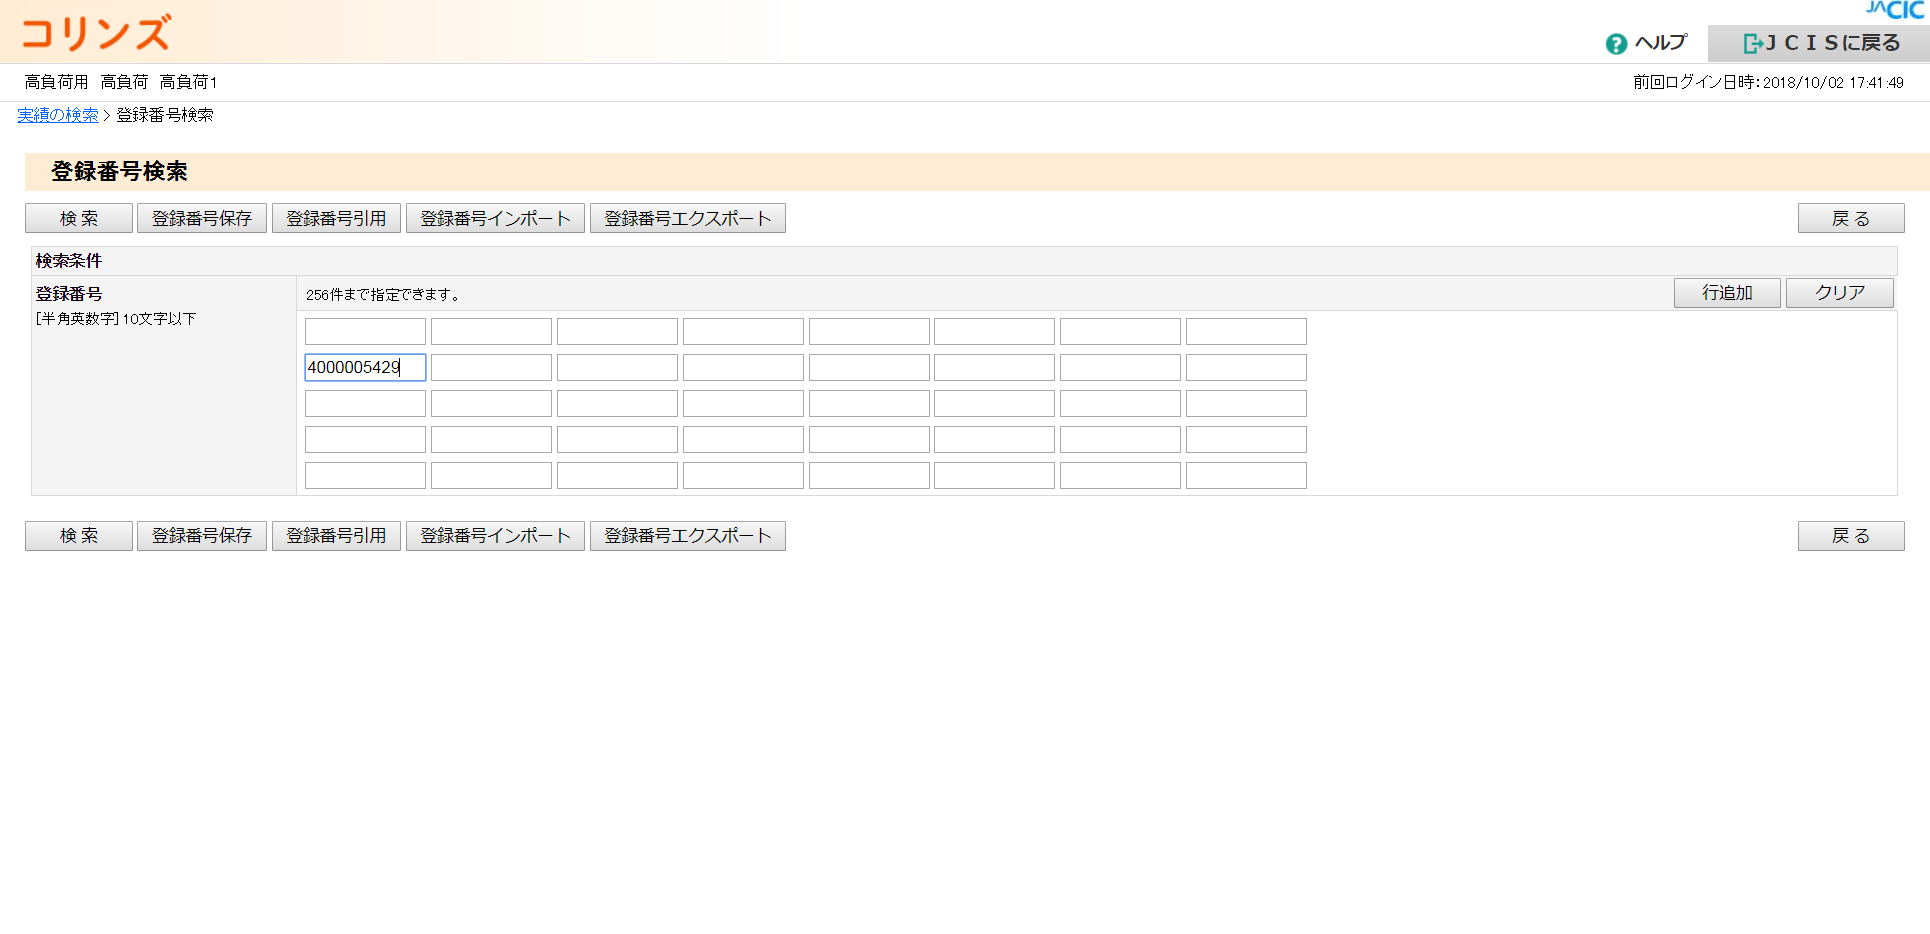 JACIC
コリンズ
? ヘルプ
ＪＣＩＳに戻る
高負荷用 高負荷 高負荷1
前回ログイン日時：2018/10/02 17:41:49
実績の検索 > 登録番号検索
登録番号検索
検 索 登録番号保存 登録番号引用 登録番号インポート 登録番号エクスポート 戻 る
検索条件
登録番号 256件まで指定できます。 行追加 クリア
[半角英数字] 10文字以下
4000005429
検 索 登録番号保存 登録番号引用 登録番号インポート 登録番号エクスポート 戻 る